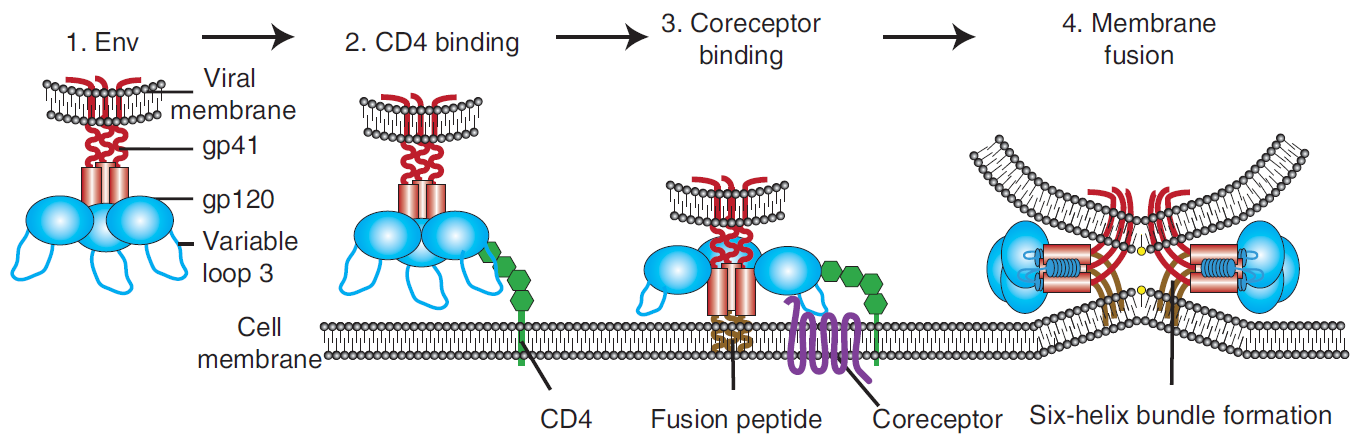 1. Env
2. CD4 binding
3. Coreceptor
binding
4. Membrane
fusion
Viral
membrane
gp41
gp120
Variable
loop 3
Cell
membrane
CD4
Fusion peptide
Coreceptor
Six-helix bundle formation